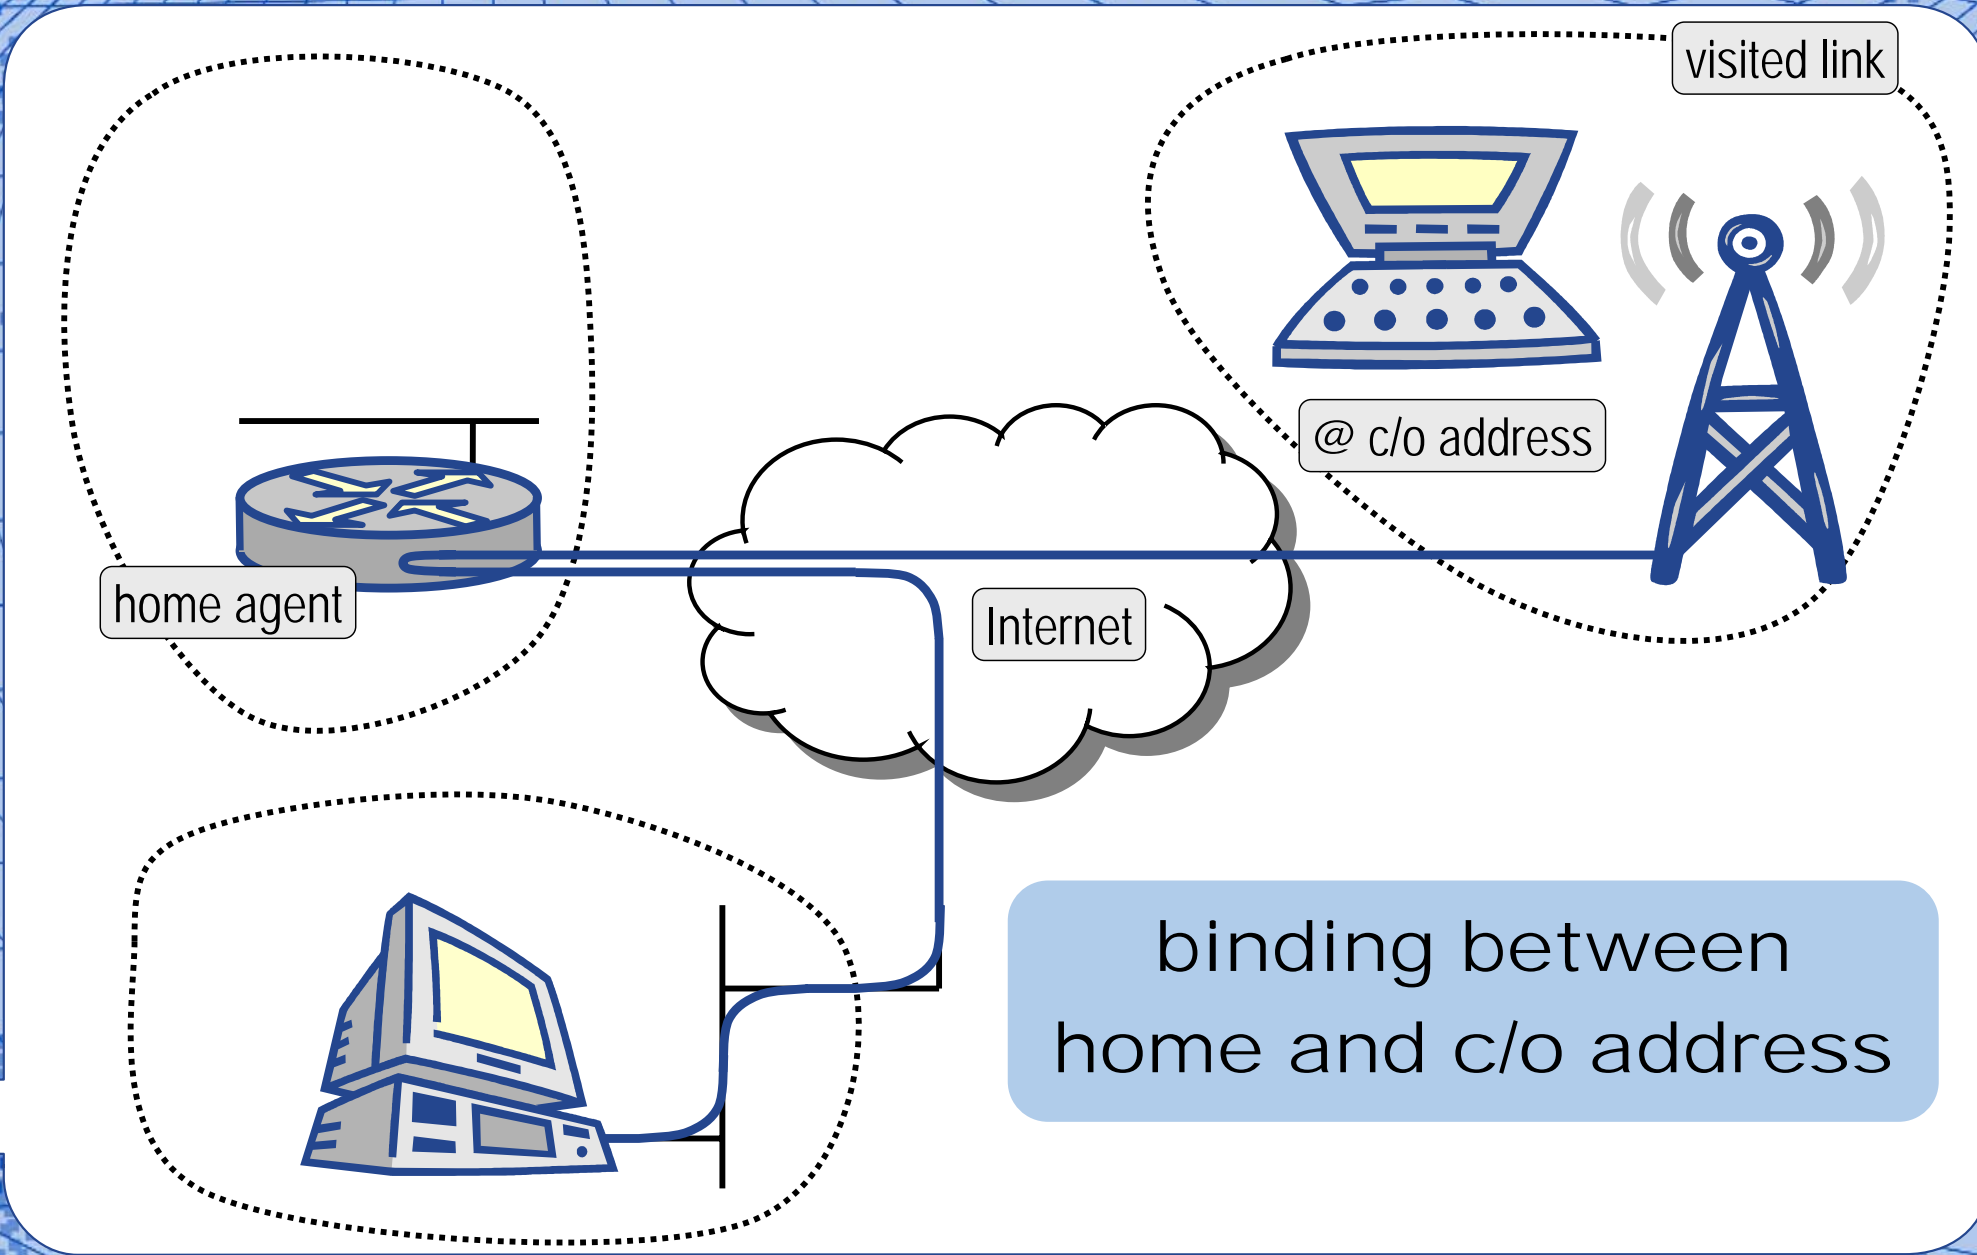 visited link
@ c/o address
home agent
Internet
binding between
home and c/o address